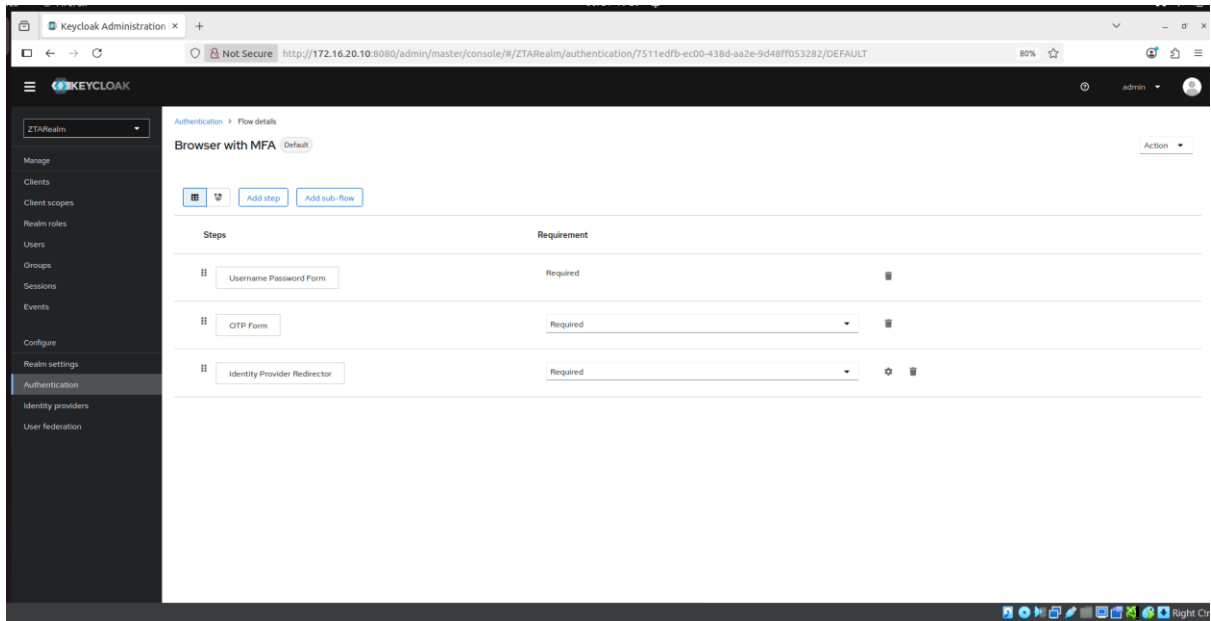 Keycloak Administration
Not Secure http://172.16.20.10:8080/admin/master/console/#/ZTARealm/authentication/7511edfb-ec00-438d-aa2e-9d48ff053282/DEFAULT 80%
KEYCLOAK
admin
ZTARealm
Manage
Clients
Client scopes
Realm roles
Users
Groups
Sessions
Events
Configure
Realm settings
Authentication
Identity providers
User federation
Authentication > Flow details
Browser with MFA Default
Action
Add step Add sub-flow
Steps Requirement
Username Password Form Required
OTP Form Required
Identity Provider Redirector Required
Right Ctr